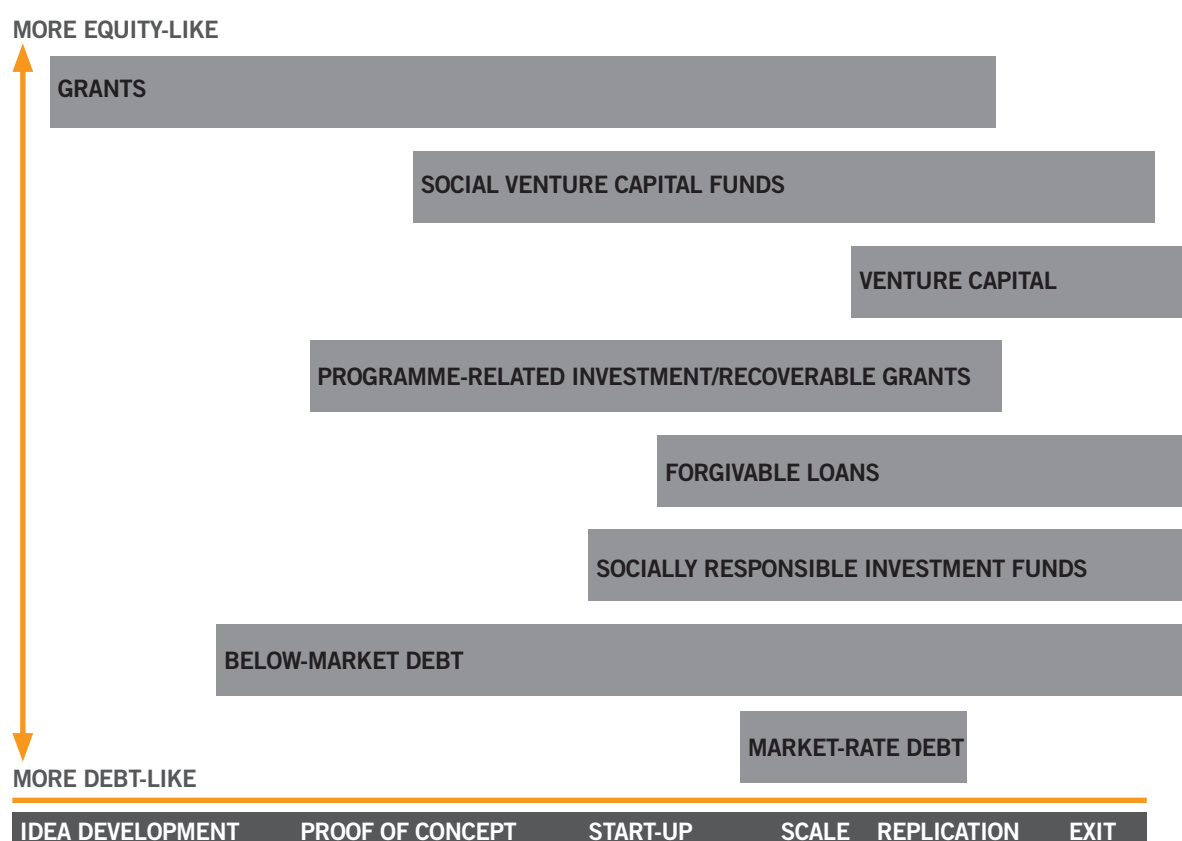 MORE EQUITY-LIKE
GRANTS
SOCIAL VENTURE CAPITAL FUNDS
VENTURE CAPITAL
PROGRAMME-RELATED INVESTMENT/RECOVERABLE GRANTS
FORGIVABLE LOANS
SOCIALLY RESPONSIBLE INVESTMENT FUNDS
BELOW-MARKET DEBT
MARKET-RATE DEBT
MORE DEBT-LIKE
IDEA DEVELOPMENT PROOF OF CONCEPT START-UP SCALE REPLICATION EXIT